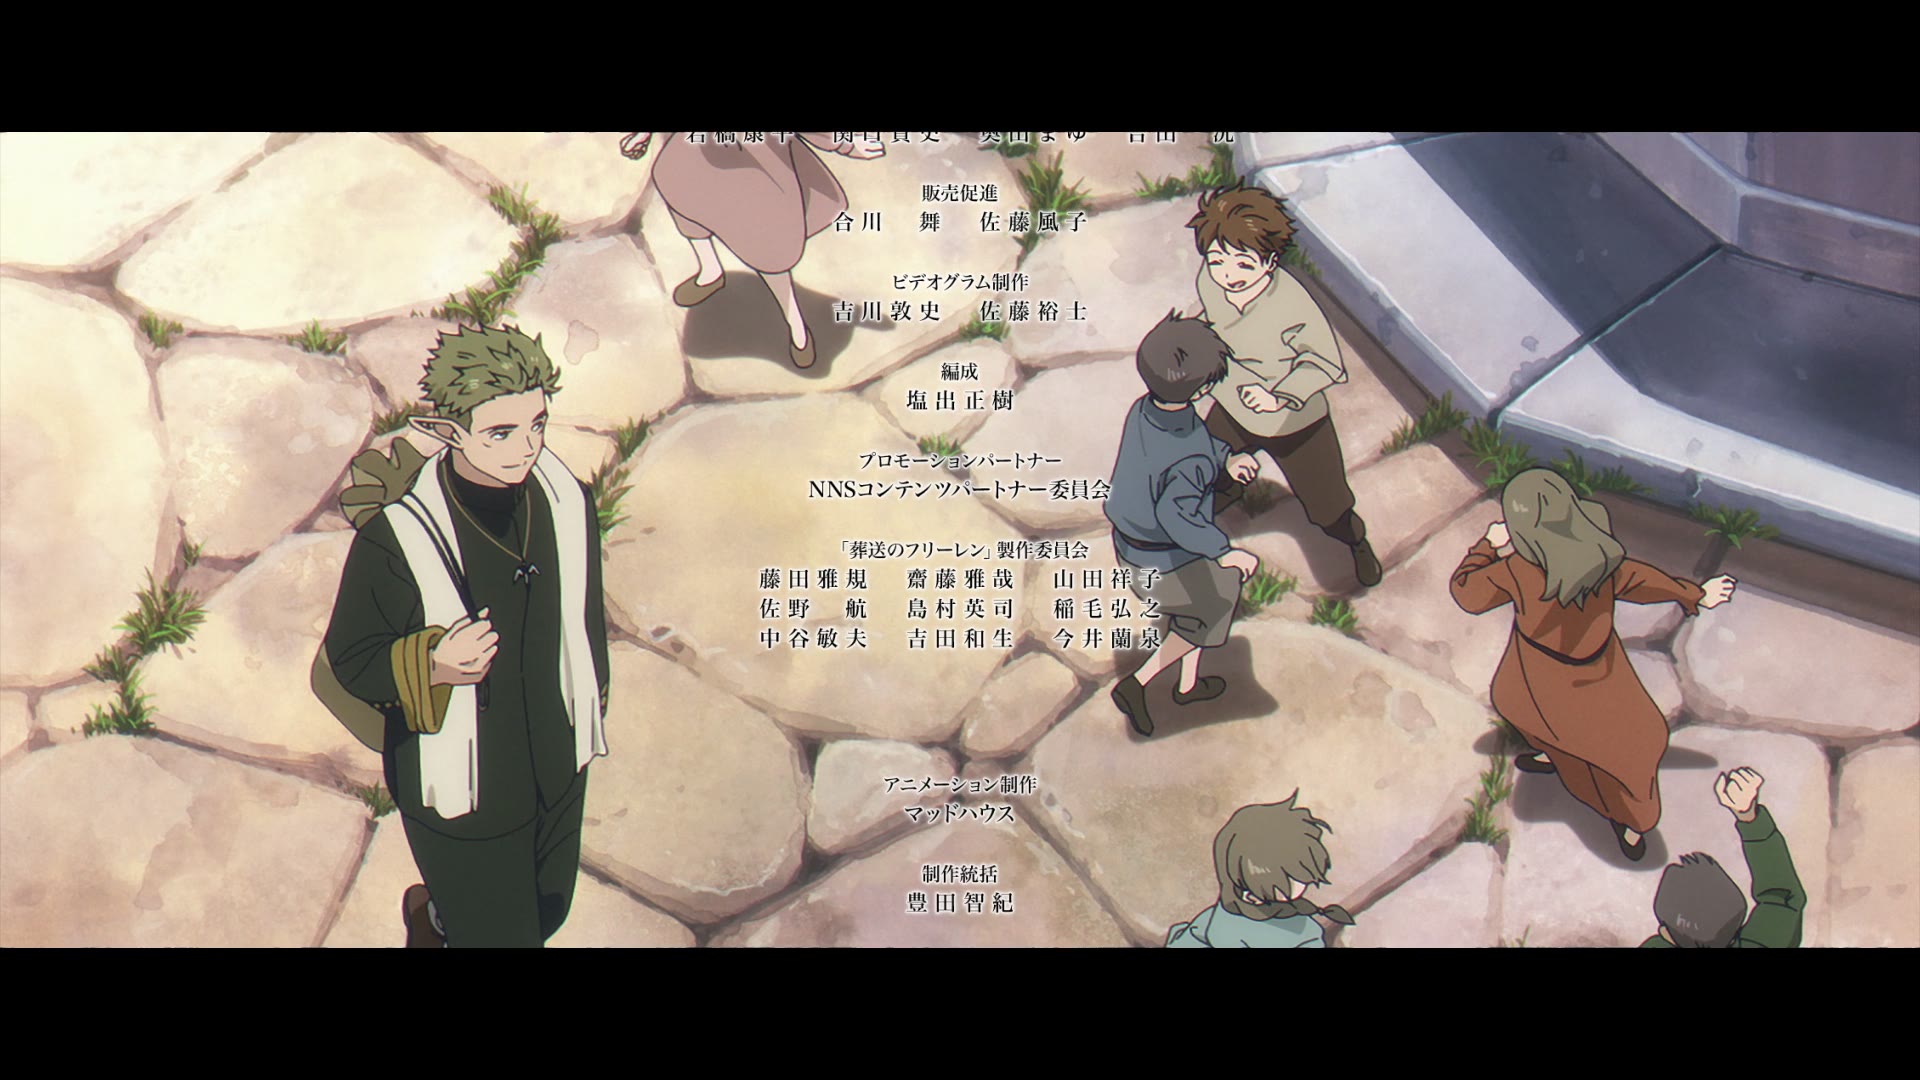 販売促進
合川　舞　佐藤風子
ビデオグラム制作
吉川敦史　佐藤裕士
編成
塩出正樹
プロモーションパートナー
NNSコンテンツパートナー委員会
「葬送のフリーレン」製作委員会
藤田雅規　齋藤雅哉　山田祥子
佐野　航　島村英司　稲毛弘之
中谷敏夫　吉田和生　今井蘭泉
アニメーション制作
マッドハウス
制作統括
豊田智紀